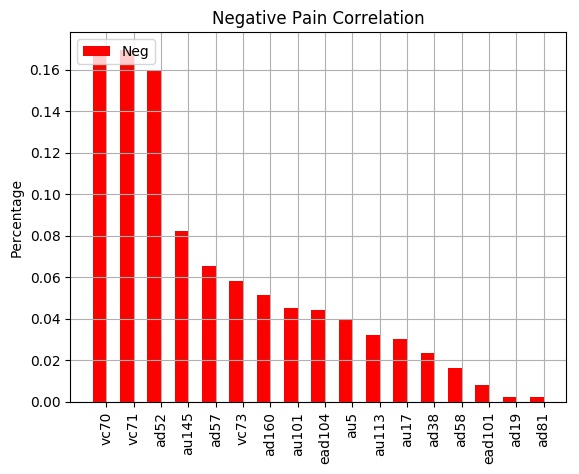 Negative Pain Correlation
Neg
Percentage
0.16
0.14
0.12
0.10
0.08
0.06
0.04
0.02
0.00
vc70
vc71
ad52
au145
ad57
vc73
ad160
au101
ead104
au5
au113
au17
ad38
ad58
ead101
ad19
ad81